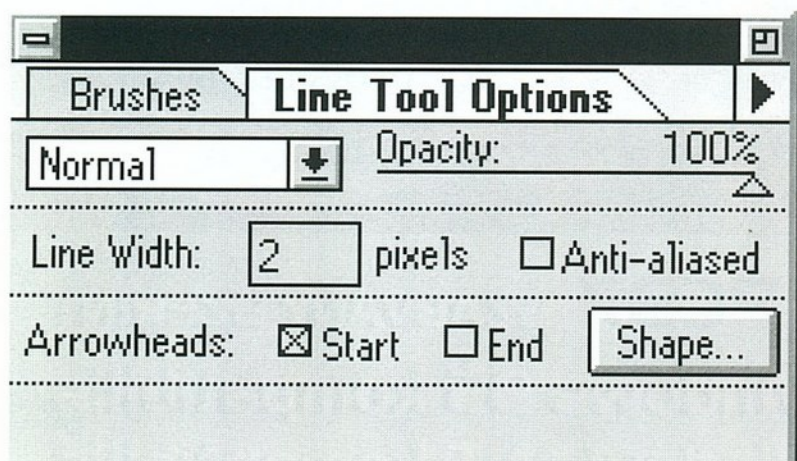 Brushes Line Tool Options
Normal Opacity: 100%
Line Width: 2 pixels Anti-aliased
Arrowheads: Start End Shape...